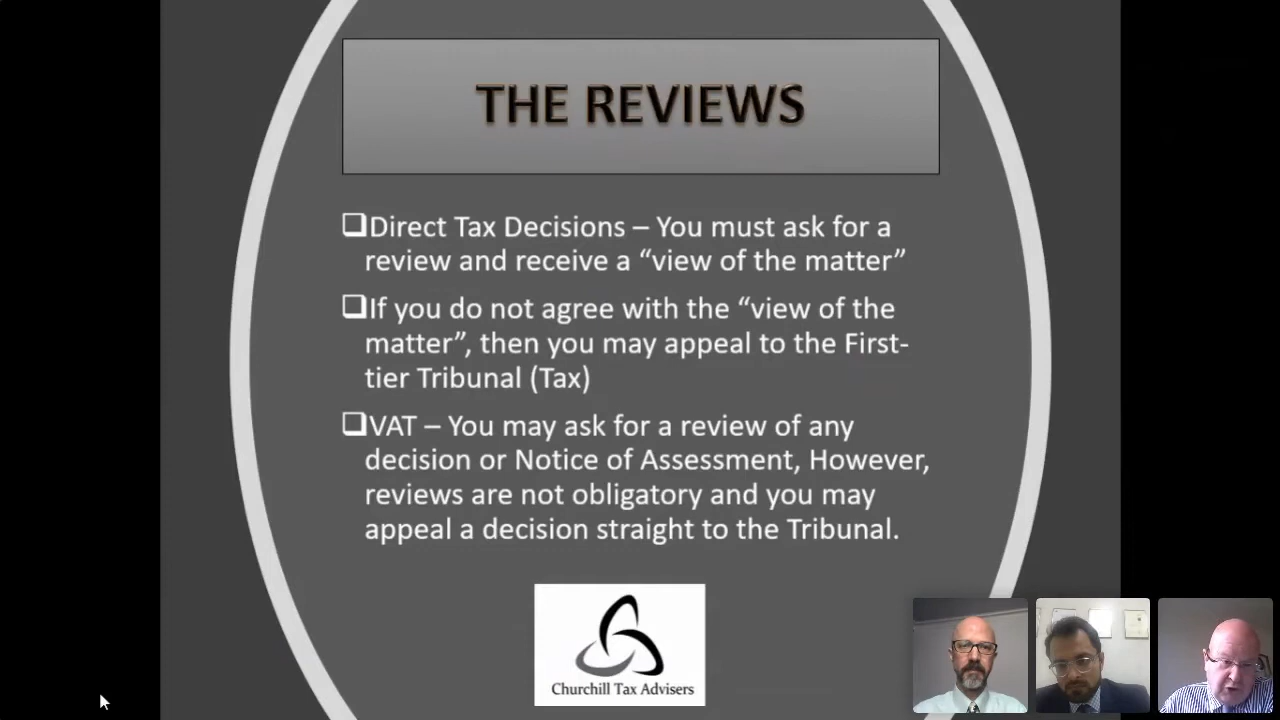 THE REVIEWS
❑Direct Tax Decisions – You must ask for a
review and receive a “view of the matter”
❑If you do not agree with the “view of the
matter”, then you may appeal to the First-
tier Tribunal (Tax)
❑VAT – You may ask for a review of any
decision or Notice of Assessment, However,
reviews are not obligatory and you may
appeal a decision straight to the Tribunal.
Churchill Tax Advisers